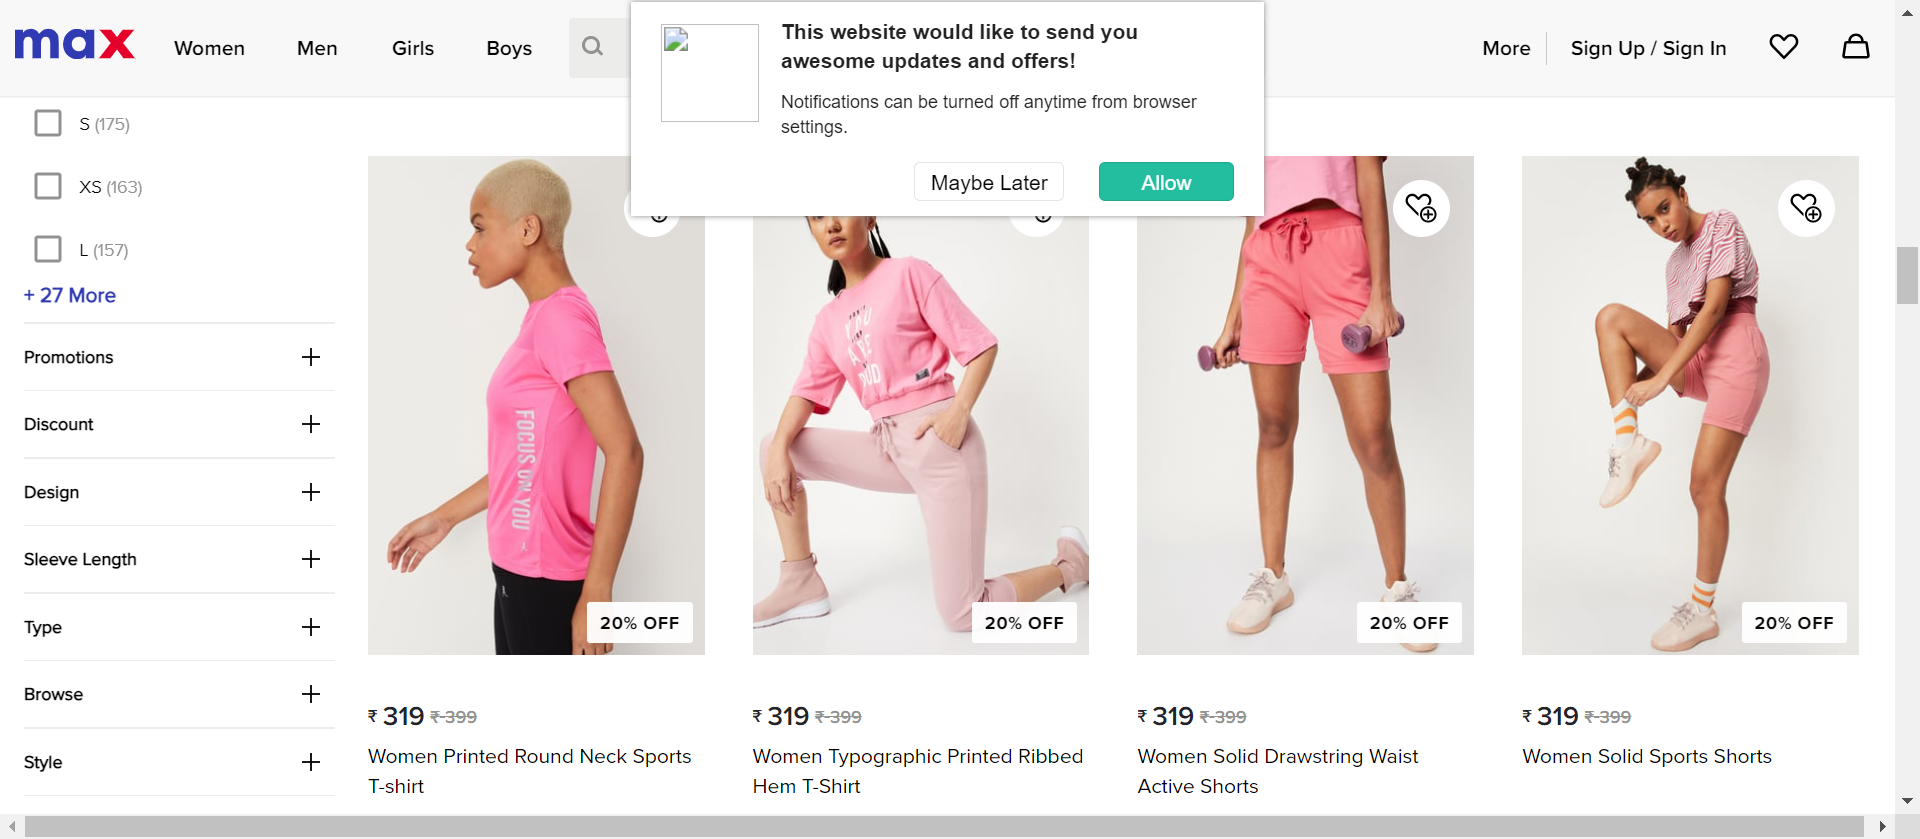 max
Women
Men
Girls
Boys
This website would like to send you
awesome updates and offers!
Notifications can be turned off anytime from browser
settings.
Maybe Later
Allow
More
Sign Up / Sign In
S (175)
XS (163)
L (157)
+ 27 More
Promotions
Discount
Design
Sleeve Length
Type
Browse
Style
FOCUS ON YOU
20% OFF
₹ 319 ₹ 399
Women Printed Round Neck Sports
T-shirt
YOU
ARE
20% OFF
₹ 319 ₹ 399
Women Typographic Printed Ribbed
Hem T-Shirt
20% OFF
₹ 319 ₹ 399
Women Solid Drawstring Waist
Active Shorts
20% OFF
₹ 319 ₹ 399
Women Solid Sports Shorts